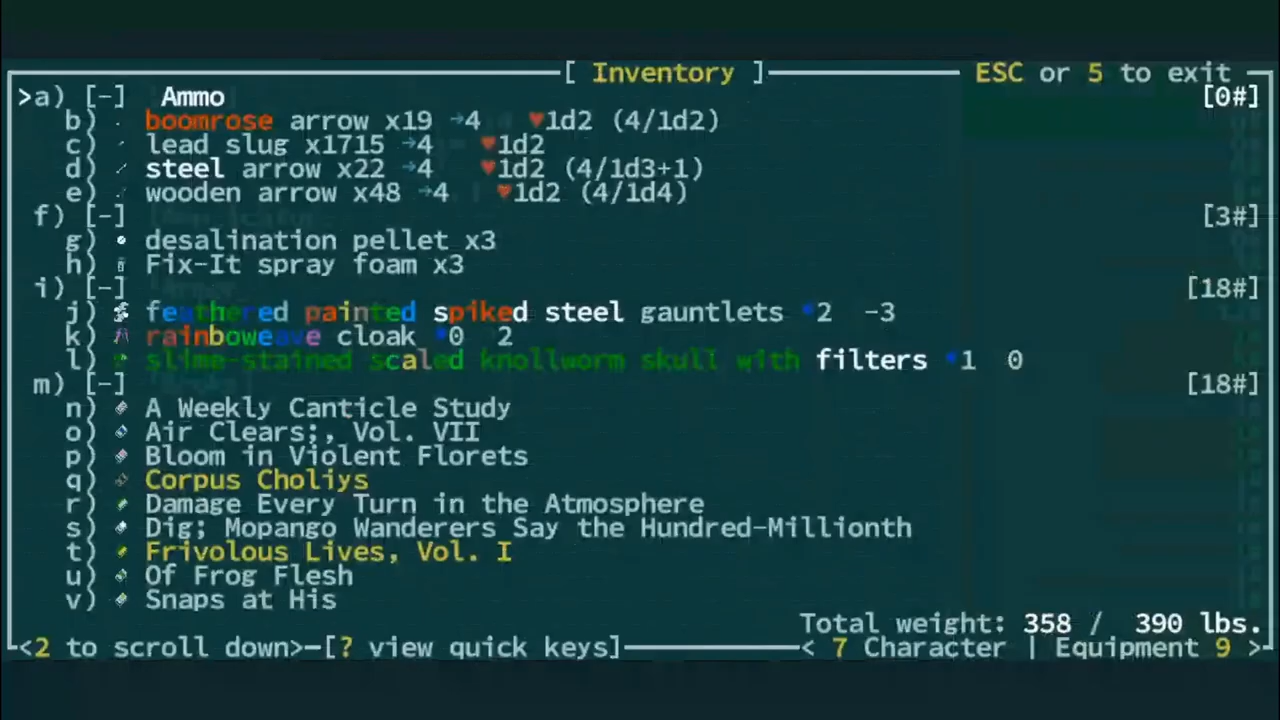 [ Inventory ] ESC or 5 to exit
>a) [-] Ammo [0#]
b) boomrose arrow x19 →4 ♥1d2 (4/1d2)
c) lead slug x1715 →4 ♥1d2
d) steel arrow x22 →4 ♥1d2 (4/1d3+1)
e) wooden arrow x48 →4 ♥1d2 (4/1d4)
f) [-] [3#]
g) desalination pellet x3
h) Fix-It spray foam x3
i) [-] [18#]
j) feathered painted spiked steel gauntlets 2 -3
k) rainboweave cloak 0 2
l) slime-stained scaled knollworm skull with filters 1 0
m) [-] [18#]
n) A Weekly Canticle Study
o) Air Clears;, Vol. VII
p) Bloom in Violent Florets
q) Corpus Choliys
r) Damage Every Turn in the Atmosphere
s) Dig; Mopango Wanderers Say the Hundred-Millionth
t) Frivolous Lives, Vol. I
u) Of Frog Flesh
v) Snaps at His
Total weight: 358 / 390 lbs.
<2 to scroll down> [? view quick keys] < 7 Character | Equipment 9 >